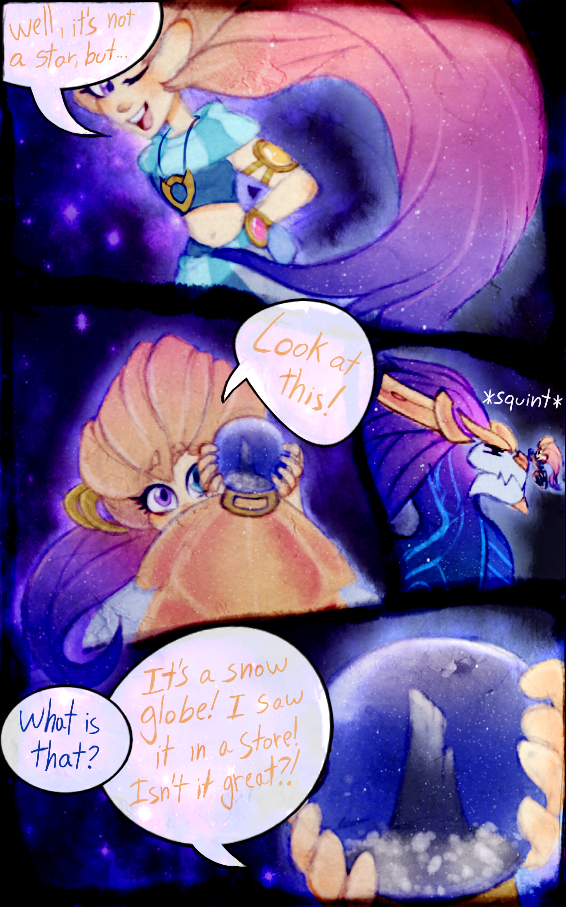 Well, it's not
a star, but...
Look at
this!
*squint*
What is
that?
It's a snow
globe! I saw
it in a store!
Isn't it great?!